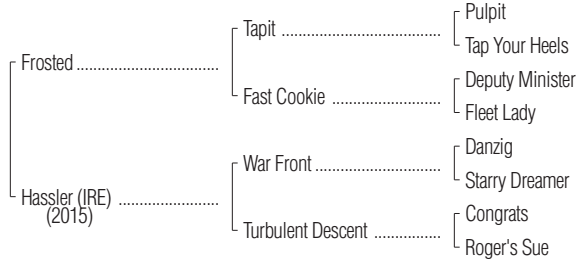 Pulpit
Tapit ..........................................
Tap Your Heels
Frosted ......................................
Deputy Minister
Fast Cookie .............................
Fleet Lady
Danzig
War Front .................................
Starry Dreamer
Hassler (IRE) ...........................
(2015)
Congrats
Turbulent Descent .................
Roger's Sue